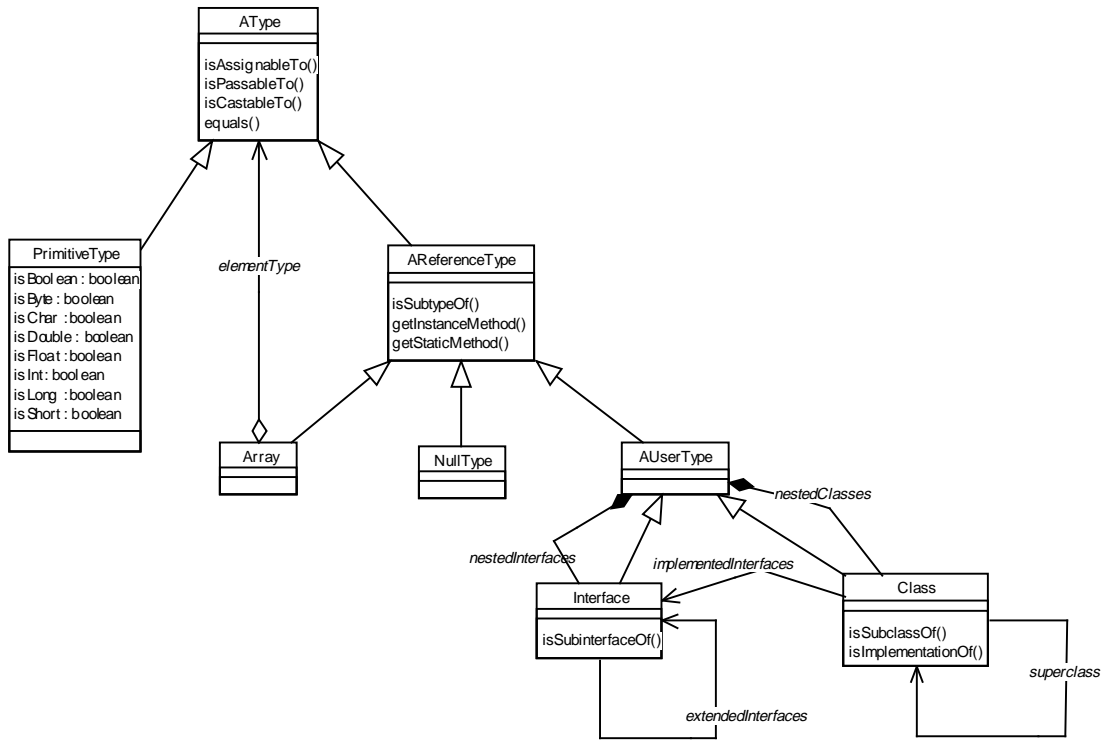 AType
isAssignableTo()
isPassableTo()
isCastableTo()
equals()
PrimitiveType
isBoolean : boolean
isByte : boolean
isChar : boolean
isDouble : boolean
isFloat : boolean
isInt : boolean
isLong : boolean
isShort : boolean
elementType
AReferenceType
isSubtypeOf()
getInstanceMethod()
getStaticMethod()
Array
NullType
AUserType
nestedClasses
nestedInterfaces
implementedInterfaces
Interface
isSubinterfaceOf()
Class
isSubclassOf()
isImplementationOf()
superclass
extendedInterfaces